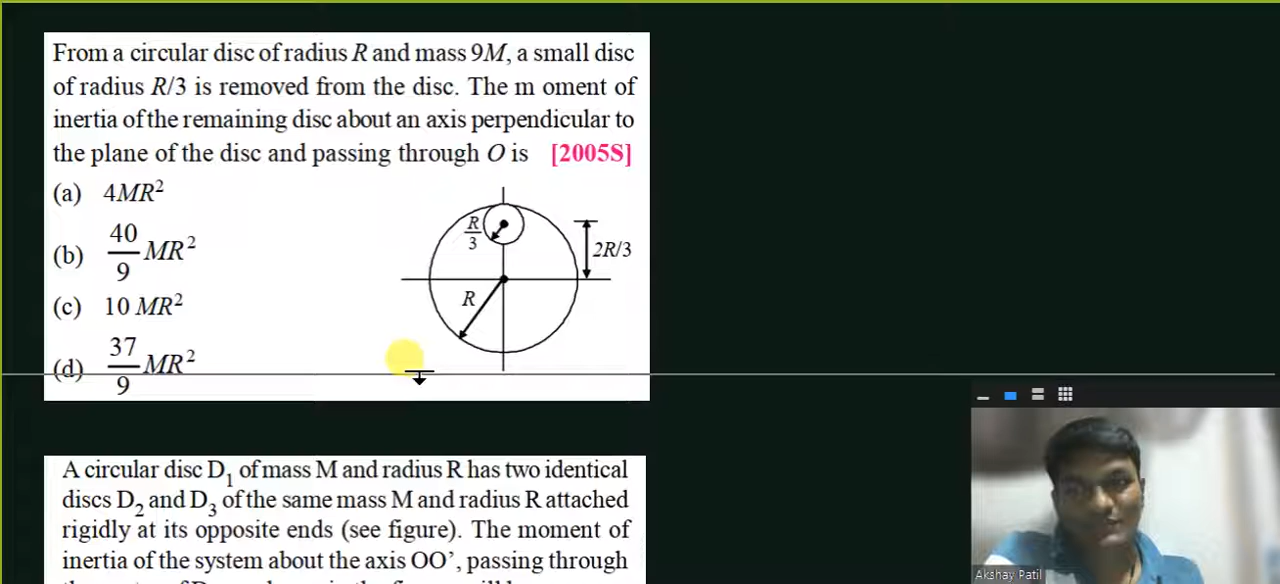 From a circular disc of radius R and mass 9M, a small disc
of radius R/3 is removed from the disc. The m oment of
inertia of the remaining disc about an axis perpendicular to
the plane of the disc and passing through O is [2005S]
(a) 4MR²
(b) 40/9 MR²
(c) 10 MR²
(d) 37/9 MR²
R/3
2R/3
R
A circular disc D₁ of mass M and radius R has two identical
discs D₂ and D₃ of the same mass M and radius R attached
rigidly at its opposite ends (see figure). The moment of
inertia of the system about the axis OO’, passing through
Akshay Patil